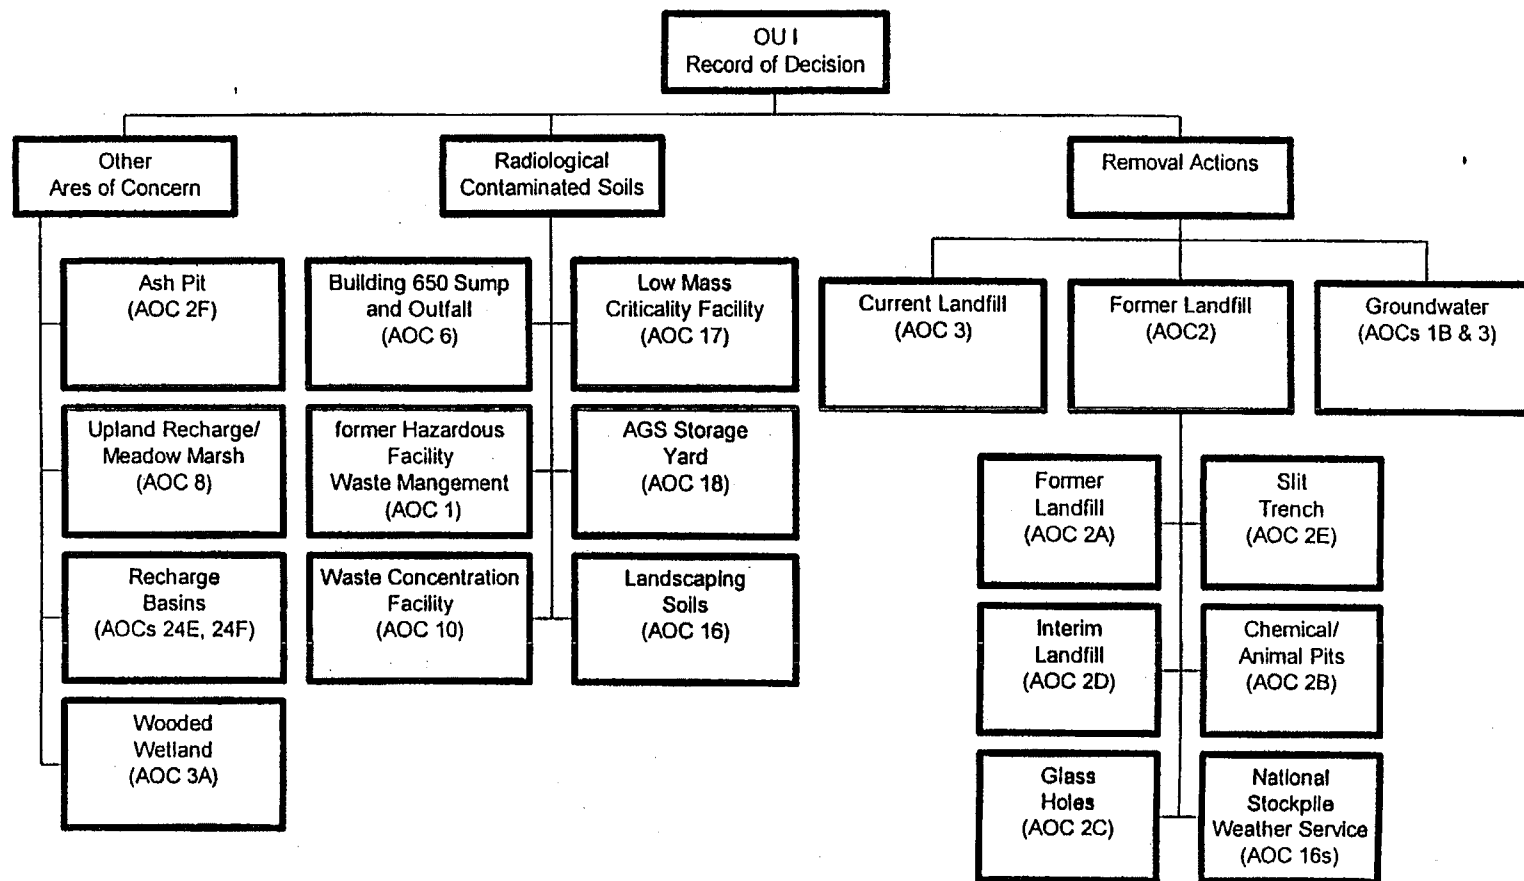 OU I
Record of Decision
Other
Ares of Concern
Radiological
Contaminated Soils
Removal Actions
Ash Pit
(AOC 2F)
Building 650 Sump
and Outfall
(AOC 6)
Low Mass
Criticality Facility
(AOC 17)
Current Landfill
(AOC 3)
Former Landfill
(AOC2)
Groundwater
(AOCs 1B & 3)
Upland Recharge/
Meadow Marsh
(AOC 8)
former Hazardous
Facility
Waste Mangement
(AOC 1)
AGS Storage
Yard
(AOC 18)
Former
Landfill
(AOC 2A)
Slit
Trench
(AOC 2E)
Recharge
Basins
(AOCs 24E, 24F)
Waste Concentration
Facility
(AOC 10)
Landscaping
Soils
(AOC 16)
Interim
Landfill
(AOC 2D)
Chemical/
Animal Pits
(AOC 2B)
Wooded
Wetland
(AOC 3A)
Glass
Holes
(AOC 2C)
National
Stockpile
Weather Service
(AOC 16s)